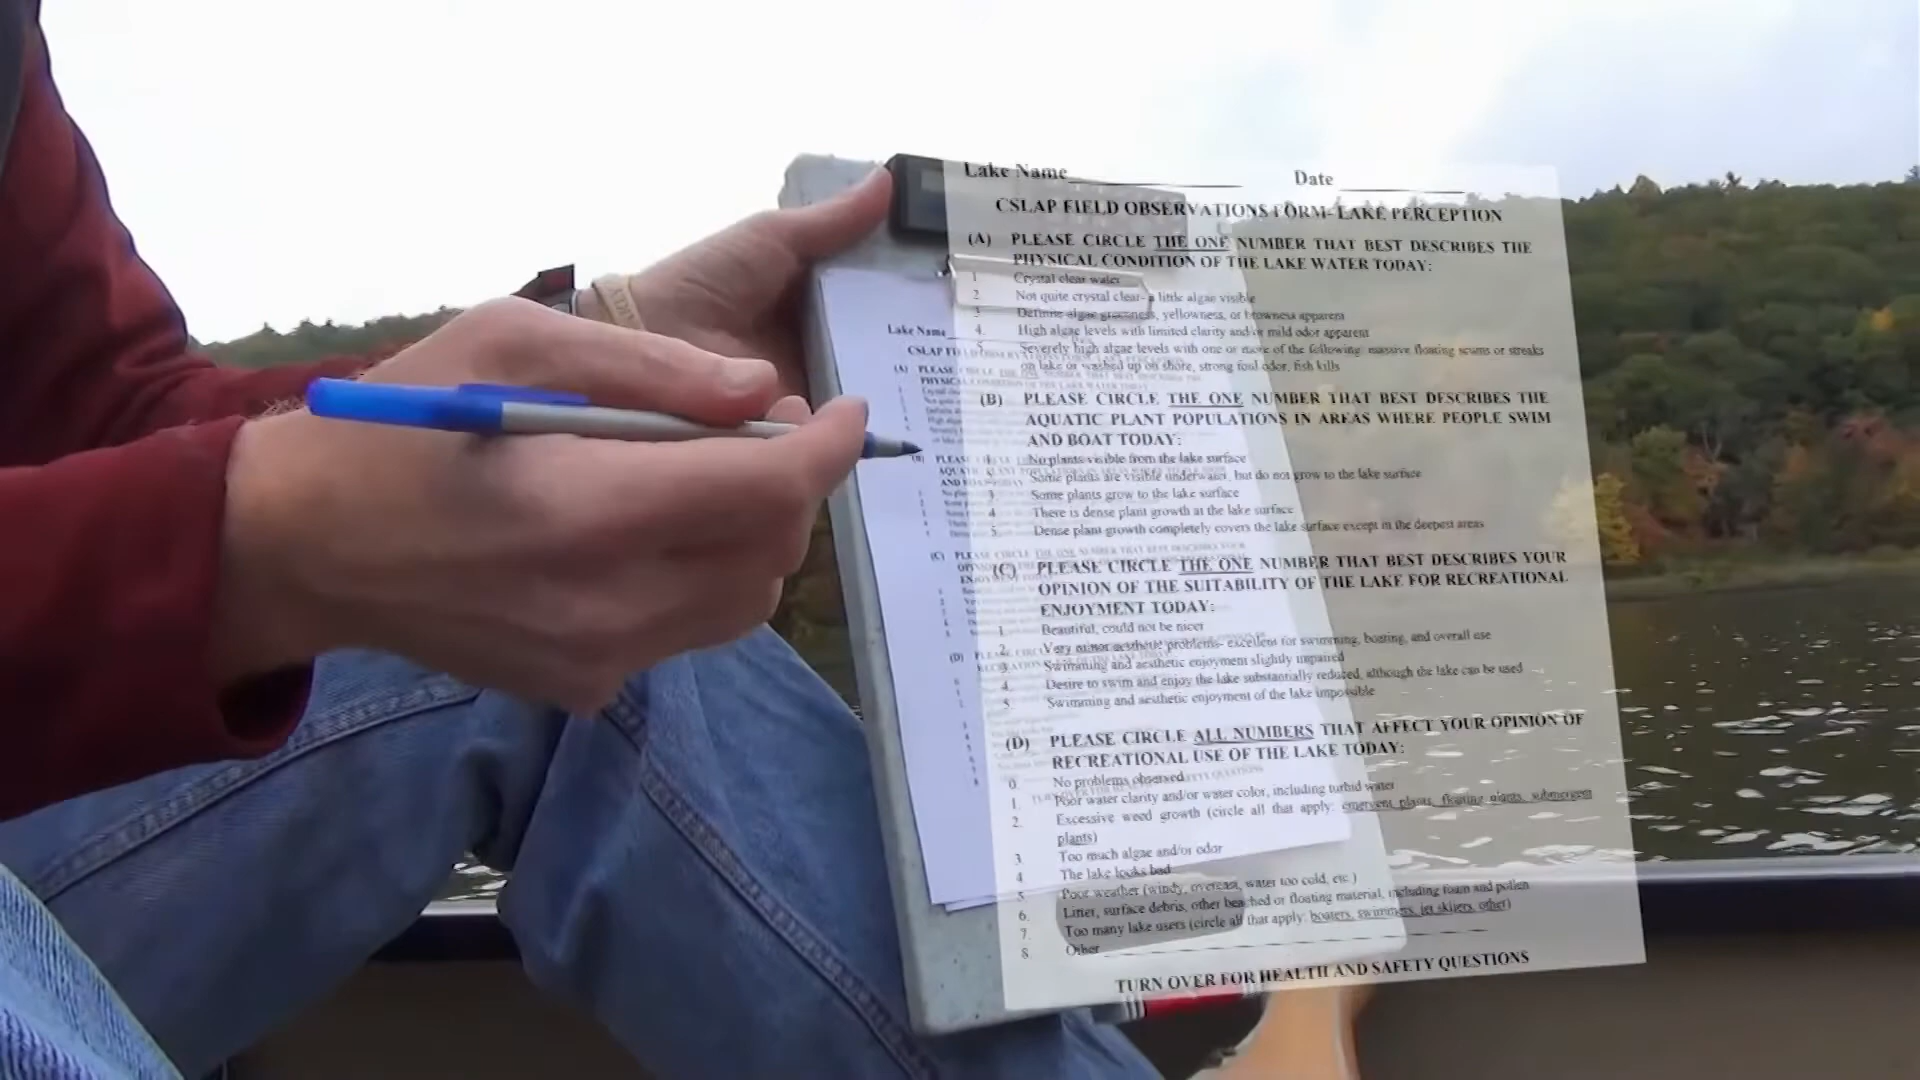 Lake Name Date
CSLAP FIELD OBSERVATIONS FORM- LAKE PERCEPTION
(A) PLEASE CIRCLE THE ONE NUMBER THAT BEST DESCRIBES THE
PHYSICAL CONDITION OF THE LAKE WATER TODAY:
1 Crystal clear water
2 Not quite crystal clear- a little algae visible
3 Definite algae greenness, yellowness, or brownness apparent
4. High algae levels with limited clarity and/or mild odor apparent
5. Severely high algae levels with one or more of the following: massive floating scums or streaks
on lake or washed up on shore, strong foul odor, fish kills
(B) PLEASE CIRCLE THE ONE NUMBER THAT BEST DESCRIBES THE
AQUATIC PLANT POPULATIONS IN AREAS WHERE PEOPLE SWIM
AND BOAT TODAY:
1. No plants visible from the lake surface
Some plants are visible underwater, but do not grow to the lake surface
3. Some plants grow to the lake surface
4 There is dense plant growth at the lake surface
5. Dense plant growth completely covers the lake surface except in the deepest areas
(C) PLEASE CIRCLE THE ONE NUMBER THAT BEST DESCRIBES YOUR
OPINION OF THE SUITABILITY OF THE LAKE FOR RECREATIONAL
ENJOYMENT TODAY:
1. Beautiful, could not be nicer
2. Very minor aesthetic problems- excellent for swimming, boating, and overall use
3. Swimming and aesthetic enjoyment slightly impaired
4. Desire to swim and enjoy the lake substantially reduced, although the lake can be used
5. Swimming and aesthetic enjoyment of the lake impossible
(D) PLEASE CIRCLE ALL NUMBERS THAT AFFECT YOUR OPINION OF
RECREATIONAL USE OF THE LAKE TODAY:
0. No problems observed
1. Poor water clarity and/or water color, including turbid water
2. Excessive weed growth (circle all that apply: emergent plants, floating plants, submergent
plants)
3. Too much algae and/or odor
4. The lake looks bad
5. Poor weather (windy, overcast, water too cold, etc.)
6. Litter, surface debris, other beached or floating material, including foam and pollen
7. Too many lake users (circle all that apply: boaters, swimmers, jet skiers, other)
8. Other
TURN OVER FOR HEALTH AND SAFETY QUESTIONS
Lake Name